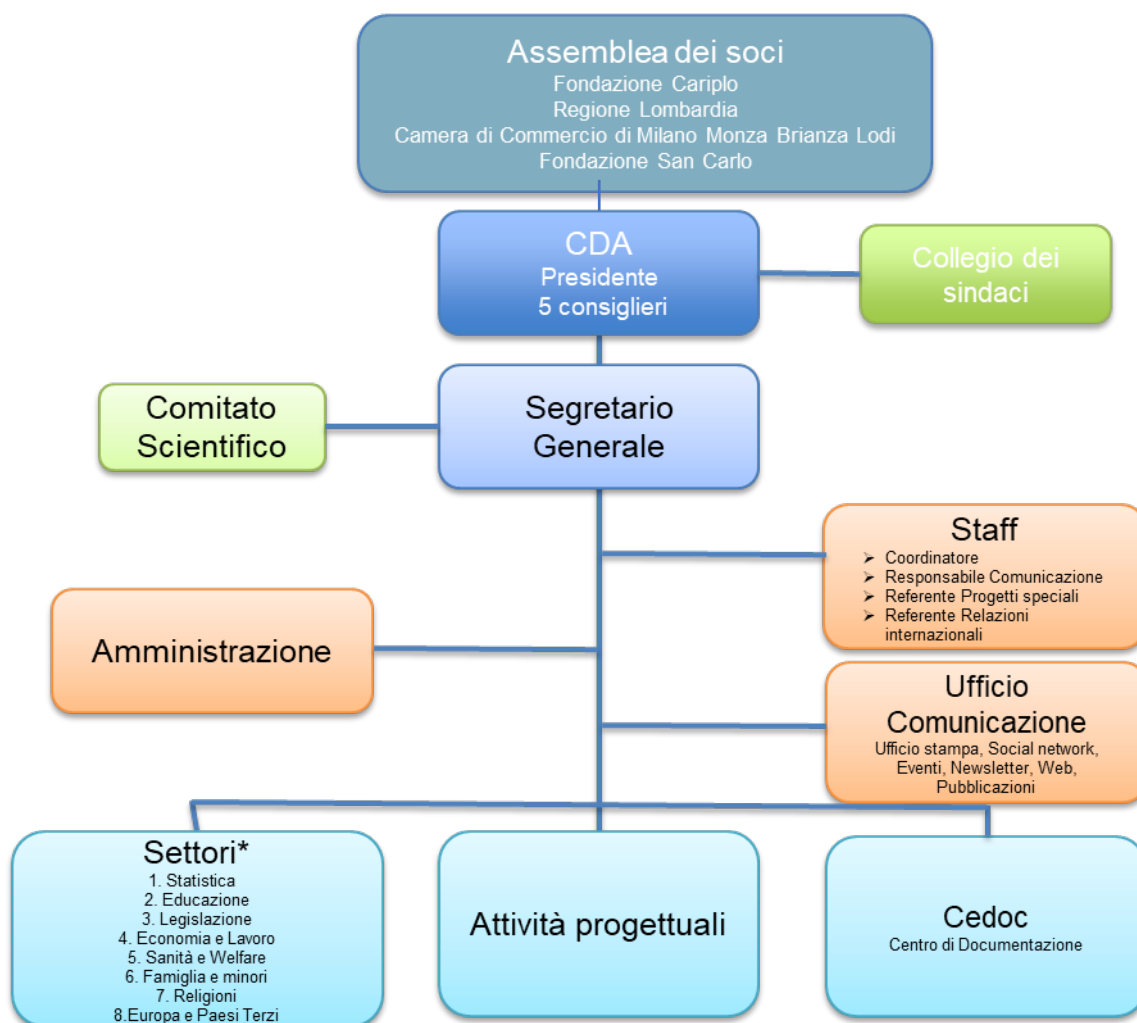 Assemblea dei soci
Fondazione Cariplo
Regione Lombardia
Camera di Commercio di Milano Monza Brianza Lodi
Fondazione San Carlo
CDA
Presidente
5 consiglieri
Collegio dei
sindaci
Comitato
Scientifico
Segretario
Generale
Staff
➢ Coordinatore
➢ Responsabile Comunicazione
➢ Referente Progetti speciali
➢ Referente Relazioni
internazionali
Amministrazione
Ufficio
Comunicazione
Ufficio stampa, Social network,
Eventi, Newsletter, Web,
Pubblicazioni
Settori*
1. Statistica
2. Educazione
3. Legislazione
4. Economia e Lavoro
5. Sanità e Welfare
6. Famiglia e minori
7. Religioni
8.Europa e Paesi Terzi
Attività progettuali
Cedoc
Centro di Documentazione